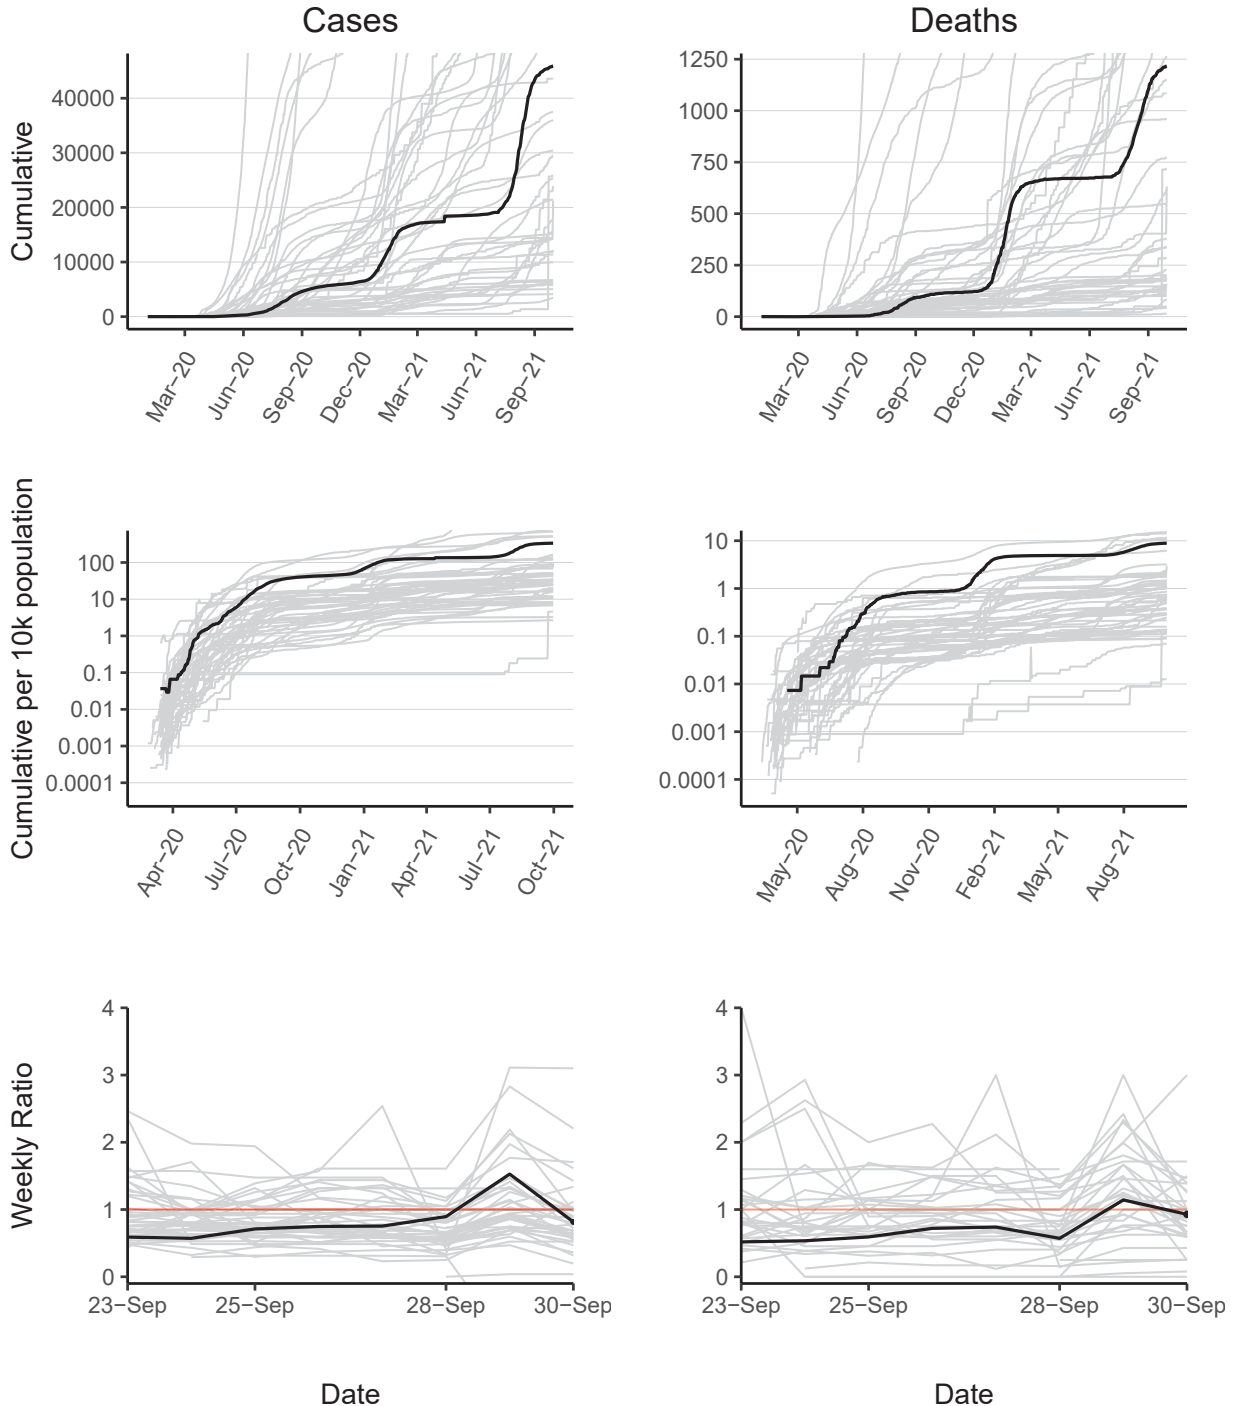 Cases
Deaths
Cumulative
40000
30000
20000
10000
0
Mar−20
Jun−20
Sep−20
Dec−20
Mar−21
Jun−21
Sep−21
1250
1000
750
500
250
0
Mar−20
Jun−20
Sep−20
Dec−20
Mar−21
Jun−21
Sep−21
Cumulative per 10k population
100
10
1
0.1
0.01
0.001
0.0001
Apr−20
Jul−20
Oct−20
Jan−21
Apr−21
Jul−21
Oct−21
10
1
0.1
0.01
0.001
0.0001
May−20
Aug−20
Nov−20
Feb−21
May−21
Aug−21
Weekly Ratio
4
3
2
1
0
23−Sep
25−Sep
28−Sep
30−Sep
4
3
2
1
0
23−Sep
25−Sep
28−Sep
30−Sep
Date
Date